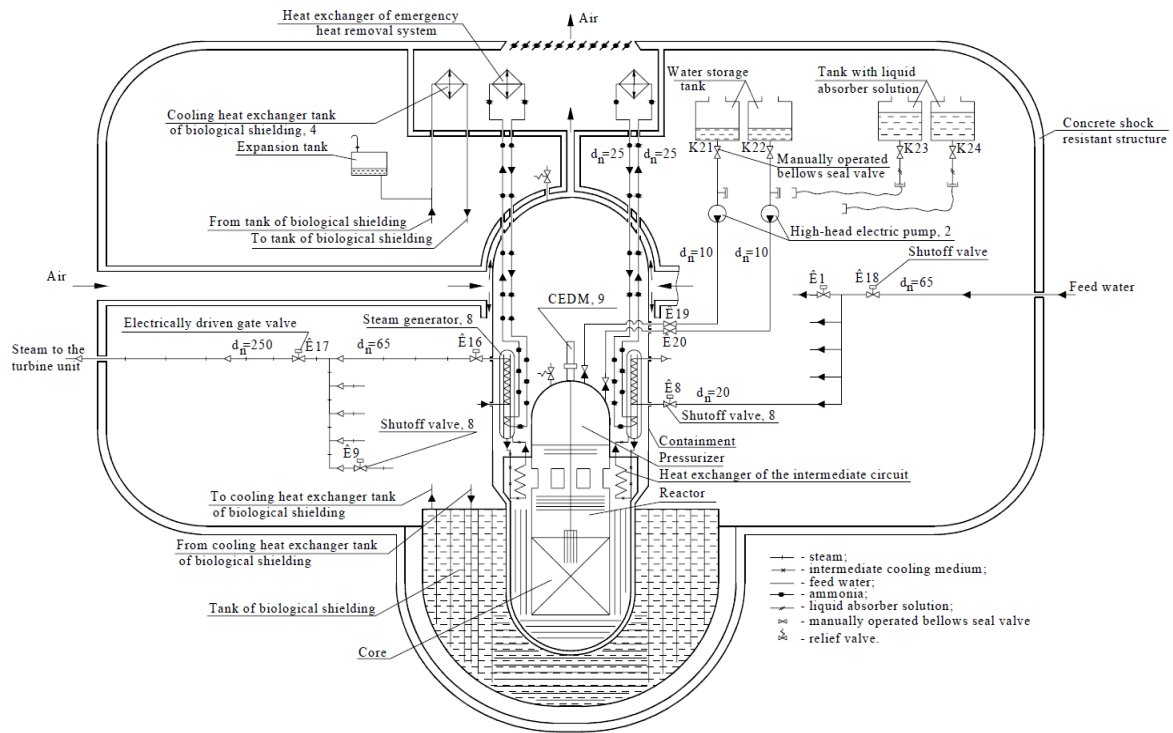 Heat exchanger of emergency
heat removal system
Air
Water storage
tank
Tank with liquid
absorber solution
Cooling heat exchanger tank
of biological shielding, 4
Expansion tank
Concrete shock
resistant structure
K21
K22
K23
K24
dn=25
dn=25
Manually operated
bellows seal valve
From tank of biological shielding
To tank of biological shielding
High-head electric pump, 2
dn=10
dn=10
Shutoff valve
Air
Ê1
Ê18
dn=65
Feed water
CEDM, 9
Ê19
Ê20
Steam generator, 8
Electrically driven gate valve
Steam to the
turbine unit
dn=250
Ê17
dn=65
Ê16
Ê8
dn=20
Shutoff valve, 8
Shutoff valve, 8
Ê9
Containment
Pressurizer
Heat exchanger of the intermediate circuit
Reactor
To cooling heat exchanger tank
of biological shielding
From cooling heat exchanger tank
of biological shielding
Tank of biological shielding
Core
- steam;
- intermediate cooling medium;
- feed water;
- ammonia;
- liquid absorber solution;
- manually operated bellows seal valve
- relief valve.